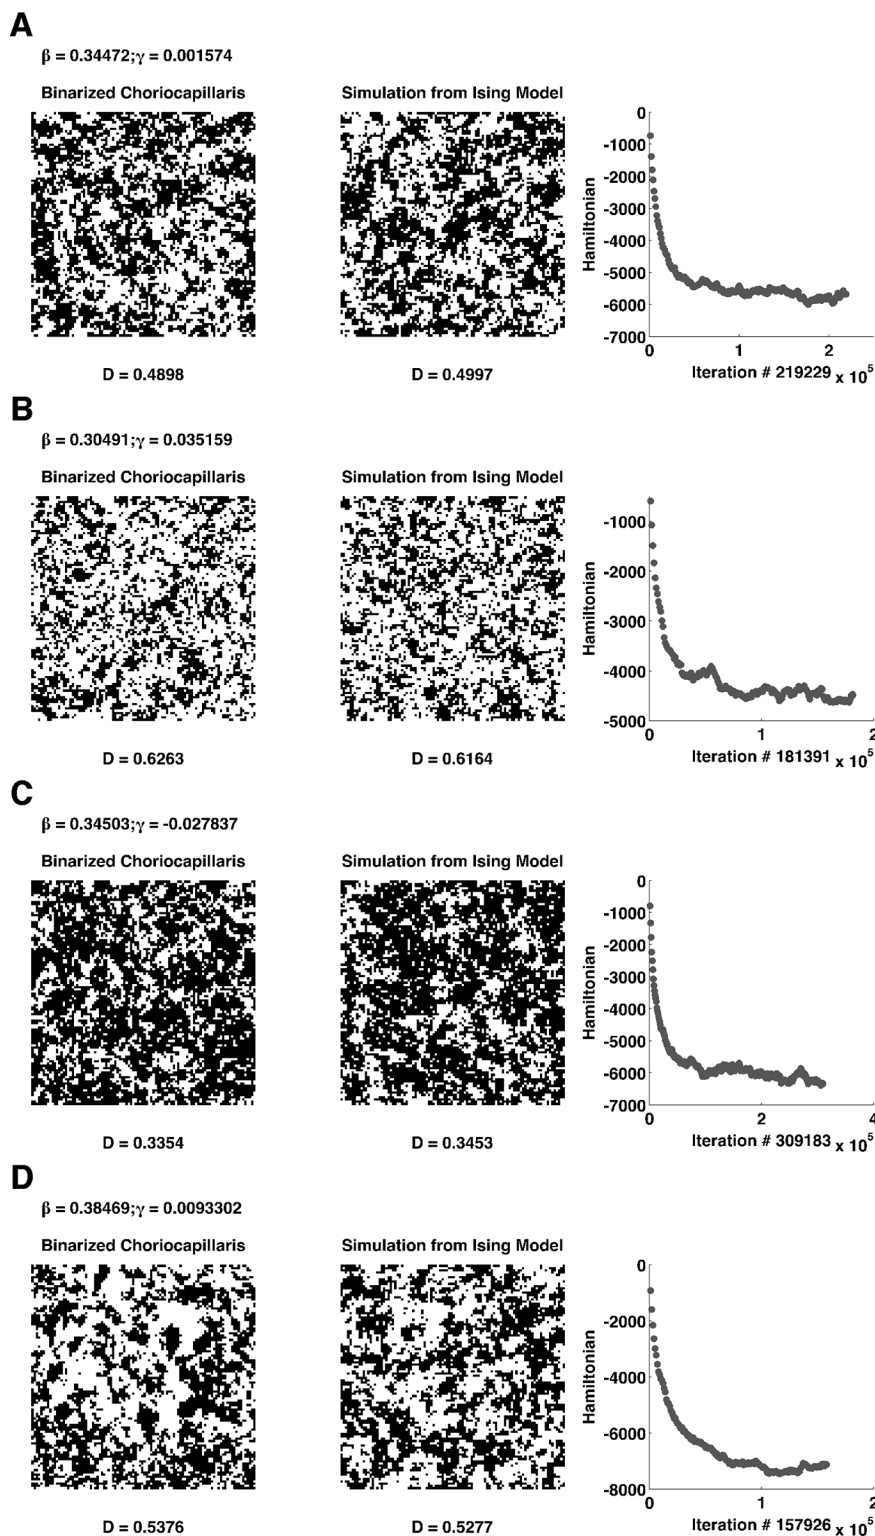 A
β = 0.34472;γ = 0.001574
Binarized Choriocapillaris
Simulation from Ising Model
0
-1000
-2000
-3000
-4000
-5000
-6000
-7000
Hamiltonian
0 1 2
Iteration # 219229 x 10^5
D = 0.4898
D = 0.4997
B
β = 0.30491;γ = 0.035159
Binarized Choriocapillaris
Simulation from Ising Model
-1000
-2000
-3000
-4000
-5000
Hamiltonian
0 1 2
Iteration # 181391 x 10^5
D = 0.6263
D = 0.6164
C
β = 0.34503;γ = -0.027837
Binarized Choriocapillaris
Simulation from Ising Model
0
-1000
-2000
-3000
-4000
-5000
-6000
-7000
Hamiltonian
0 2 4
Iteration # 309183 x 10^5
D = 0.3354
D = 0.3453
D
β = 0.38469;γ = 0.0093302
Binarized Choriocapillaris
Simulation from Ising Model
0
-2000
-4000
-6000
-8000
Hamiltonian
0 1 2
Iteration # 157926 x 10^5
D = 0.5376
D = 0.5277